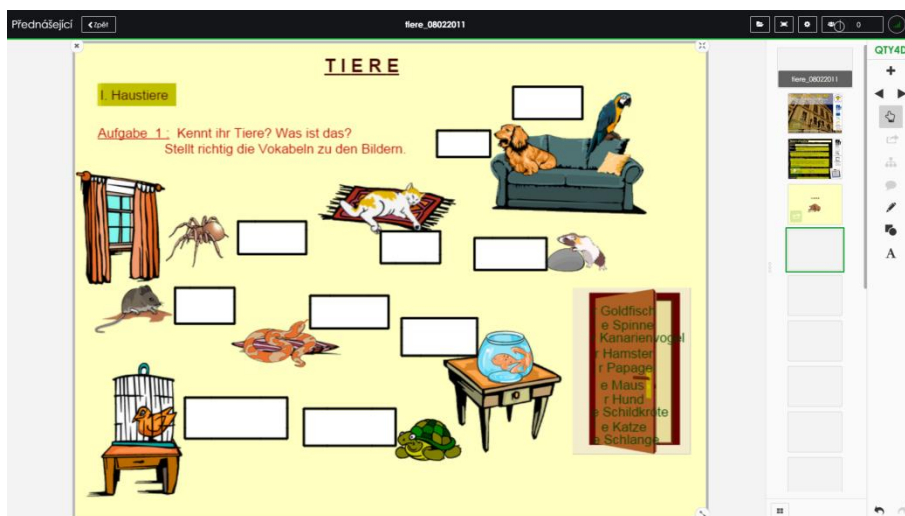 Přednášející
Zpět
tiere_08022011
0
QTY4D
TIERE
I. Haustiere
Aufgabe 1 : Kennt ihr Tiere? Was ist das?
Stellt richtig die Vokabeln zu den Bildern.
r Goldfisch
e Spinne
Kanarienvogel
r Hamster
r Papage
e Maus
r Hund
e Schildkröte
e Katze
e Schlange
tiere_08022011
A